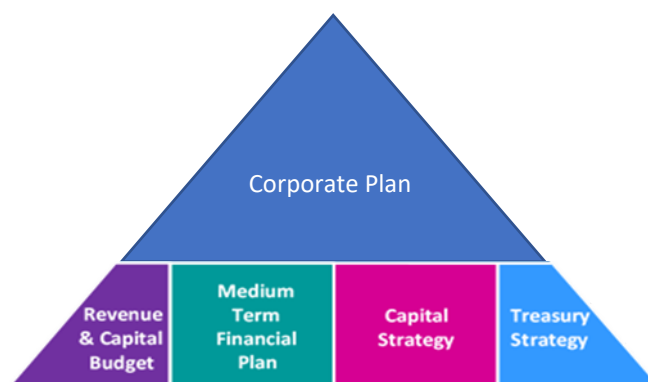 Corporate Plan
Revenue
& Capital
Budget
Medium
Term
Financial
Plan
Capital
Strategy
Treasury
Strategy